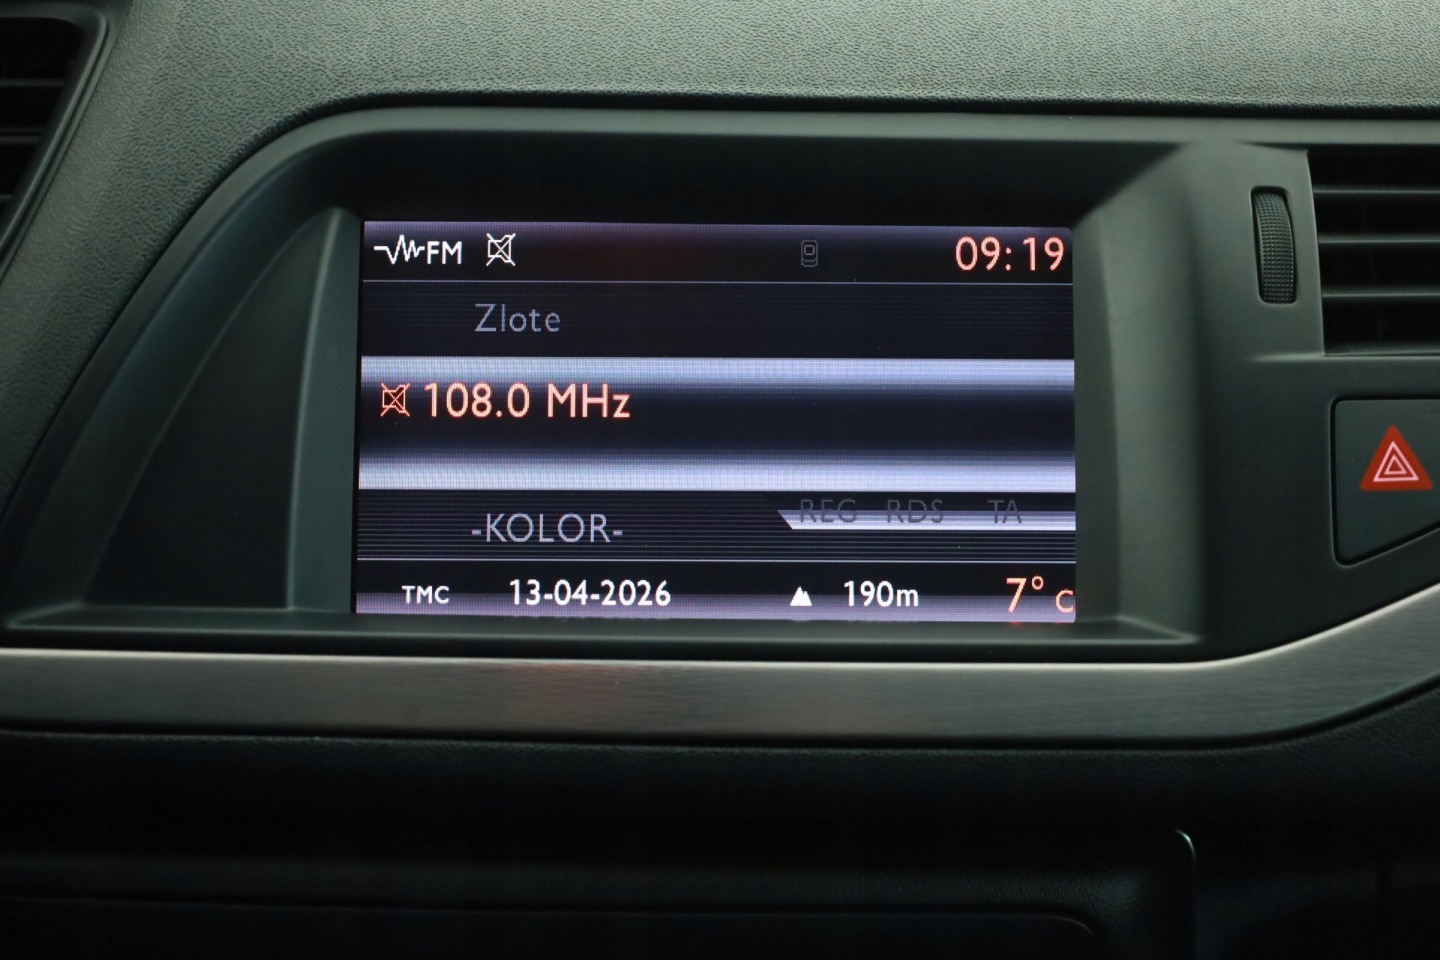 FM 09:19
Zlote
108.0 MHz
REG RDS TA
-KOLOR-
TMC 13-04-2026 190m 7° C